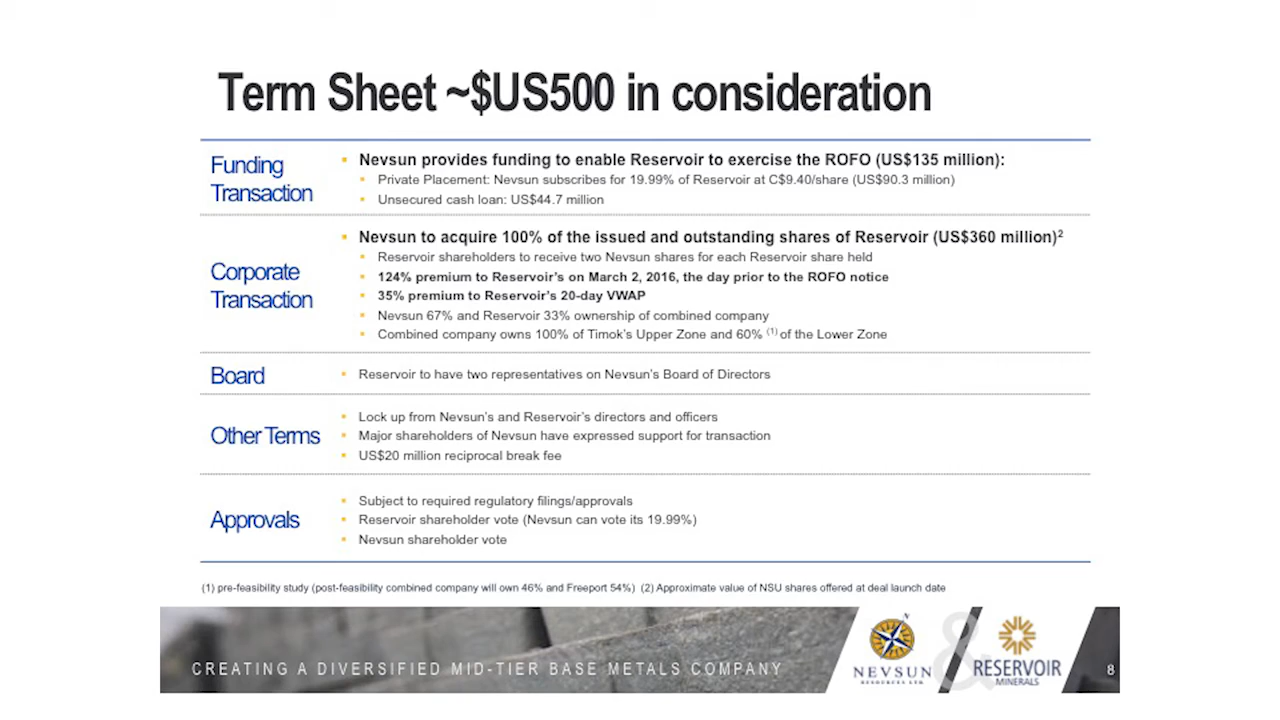 Term Sheet ~$US500 in consideration
Funding
Transaction
▪ Nevsun provides funding to enable Reservoir to exercise the ROFO (US$135 million):
▪ Private Placement: Nevsun subscribes for 19.99% of Reservoir at C$9.40/share (US$90.3 million)
▪ Unsecured cash loan: US$44.7 million
Corporate
Transaction
▪ Nevsun to acquire 100% of the issued and outstanding shares of Reservoir (US$360 million)2
▪ Reservoir shareholders to receive two Nevsun shares for each Reservoir share held
▪ 124% premium to Reservoir's on March 2, 2016, the day prior to the ROFO notice
▪ 35% premium to Reservoir's 20-day VWAP
▪ Nevsun 67% and Reservoir 33% ownership of combined company
▪ Combined company owns 100% of Timok's Upper Zone and 60% (1) of the Lower Zone
Board
▪ Reservoir to have two representatives on Nevsun's Board of Directors
Other Terms
▪ Lock up from Nevsun's and Reservoir's directors and officers
▪ Major shareholders of Nevsun have expressed support for transaction
▪ US$20 million reciprocal break fee
Approvals
▪ Subject to required regulatory filings/approvals
▪ Reservoir shareholder vote (Nevsun can vote its 19.99%)
▪ Nevsun shareholder vote
(1) pre-feasibility study (post-feasibility combined company will own 46% and Freeport 54%) (2) Approximate value of NSU shares offered at deal launch date
CREATING A DIVERSIFIED MID-TIER BASE METALS COMPANY
NEVSUN
RESOURCES LTD.
&
RESERVOIR
MINERALS
8